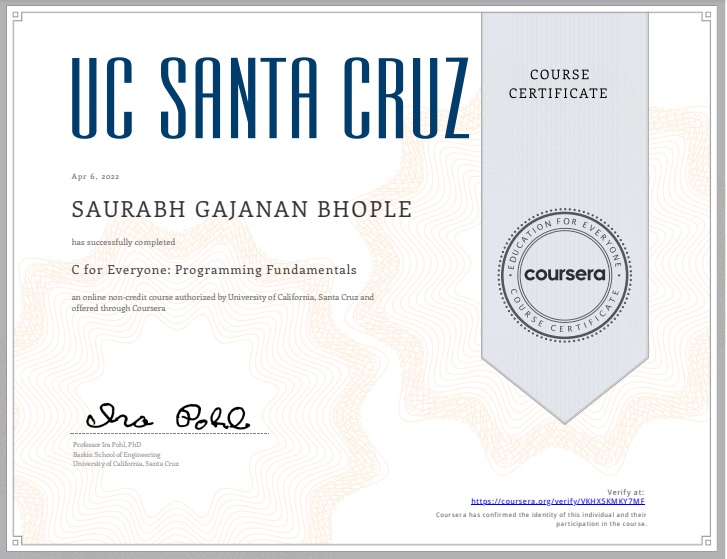 UC SANTA CRUZ
COURSE
CERTIFICATE
Apr 6, 2022
SAURABH GAJANAN BHOPLE
has successfully completed
C for Everyone: Programming Fundamentals
an online non-credit course authorized by University of California, Santa Cruz and
offered through Coursera
EDUCATION FOR EVERYONE
coursera
COURSE CERTIFICATE
Ira Pohl
Professor Ira Pohl, PhD
Baskin School of Engineering
University of California, Santa Cruz
Verify at:
https://coursera.org/verify/VKHX5KMKY7MF
Coursera has confirmed the identity of this individual and their
participation in the course.